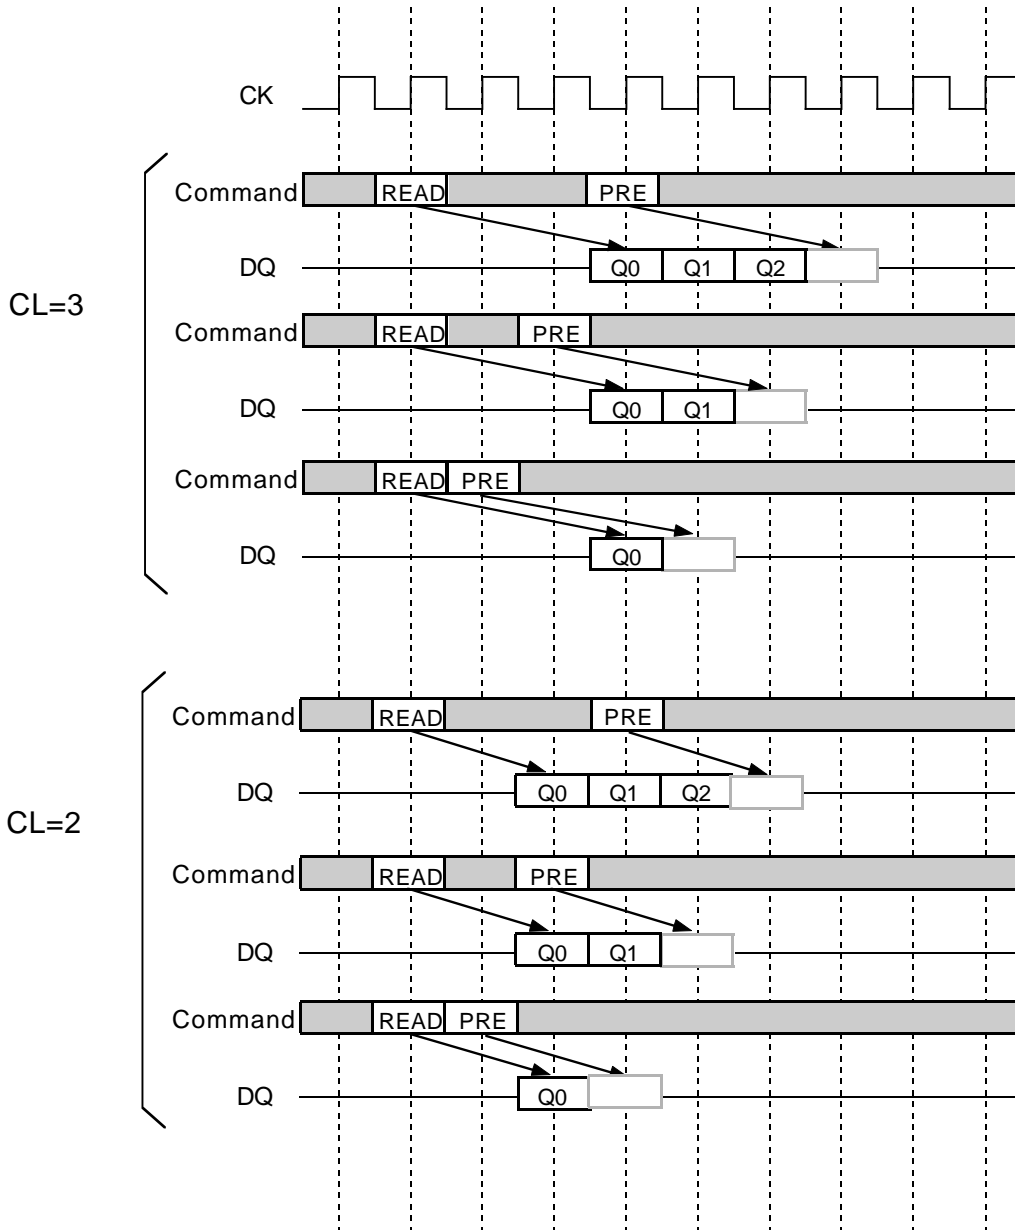 CK
CL=3
Command READ PRE
DQ Q0 Q1 Q2
Command READ PRE
DQ Q0 Q1
Command READ PRE
DQ Q0
CL=2
Command READ PRE
DQ Q0 Q1 Q2
Command READ PRE
DQ Q0 Q1
Command READ PRE
DQ Q0